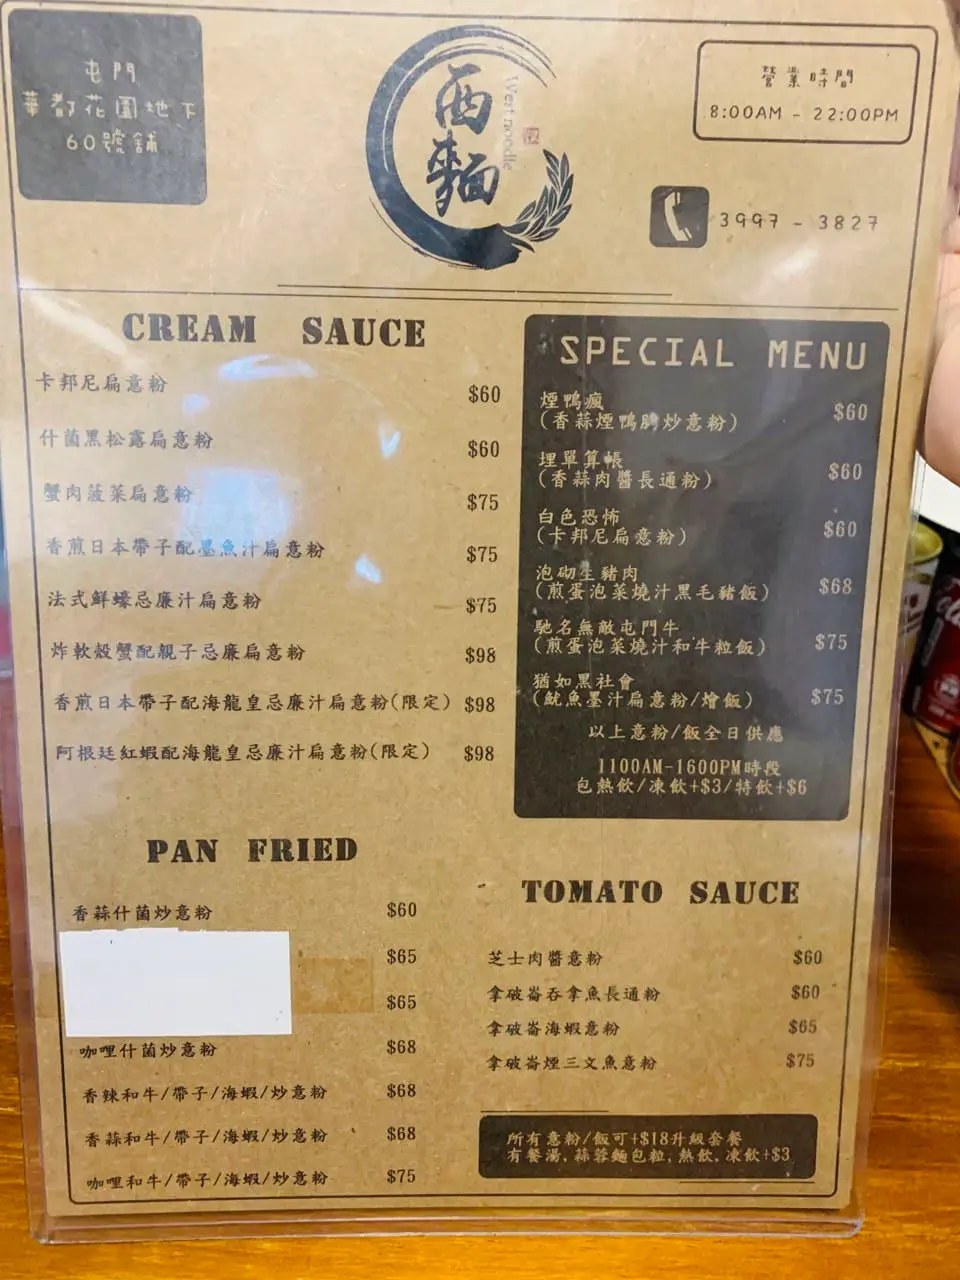 屯門
華都花園地下
60號舖
西麵
West noodle
營業時間
8:00AM - 22:00PM
3997 - 3827
CREAM SAUCE
卡邦尼扁意粉 $60
什菌黑松露扁意粉 $60
蟹肉菠菜扁意粉 $75
香煎日本帶子配墨魚汁扁意粉 $75
法式鮮蠔忌廉汁扁意粉 $75
炸軟殼蟹配親子忌廉扁意粉 $98
香煎日本帶子配海龍皇忌廉汁扁意粉(限定) $98
阿根廷紅蝦配海龍皇忌廉汁扁意粉(限定) $98
SPECIAL MENU
煙鴨瘋
(香蒜煙鴨胸炒意粉) $60
埋單算帳
(香蒜肉醬長通粉) $60
白色恐怖
(卡邦尼扁意粉) $60
泡砌生豬肉
(煎蛋泡菜燒汁黑毛豬飯) $68
馳名無敵屯門牛
(煎蛋泡菜燒汁和牛粒飯) $75
猶如黑社會
(魷魚墨汁扁意粉/燴飯) $75
以上意粉/飯全日供應
1100AM-1600PM時段
包熱飲/凍飲+$3/特飲+$6
PAN FRIED
香蒜什菌炒意粉 $60
$65
$65
咖哩什菌炒意粉 $68
香辣和牛/帶子/海蝦/炒意粉 $68
香蒜和牛/帶子/海蝦/炒意粉 $68
咖哩和牛/帶子/海蝦/炒意粉 $75
TOMATO SAUCE
芝士肉醬意粉 $60
拿破崙吞拿魚長通粉 $60
拿破崙海蝦意粉 $65
拿破崙煙三文魚意粉 $75
所有意粉/飯可+$18升級套餐
有餐湯,蒜蓉麵包粒,熱飲,凍飲+$3